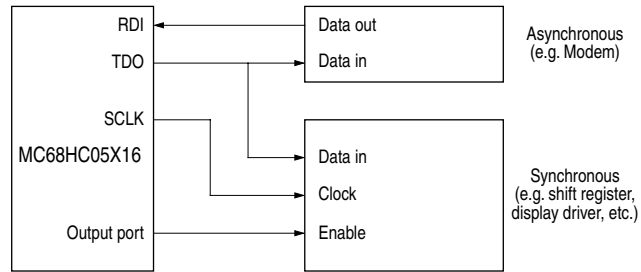 RDI
TDO
SCLK
MC68HC05X16
Output port
Data out
Data in
Asynchronous
(e.g. Modem)
Data in
Clock
Enable
Synchronous
(e.g. shift register,
display driver, etc.)